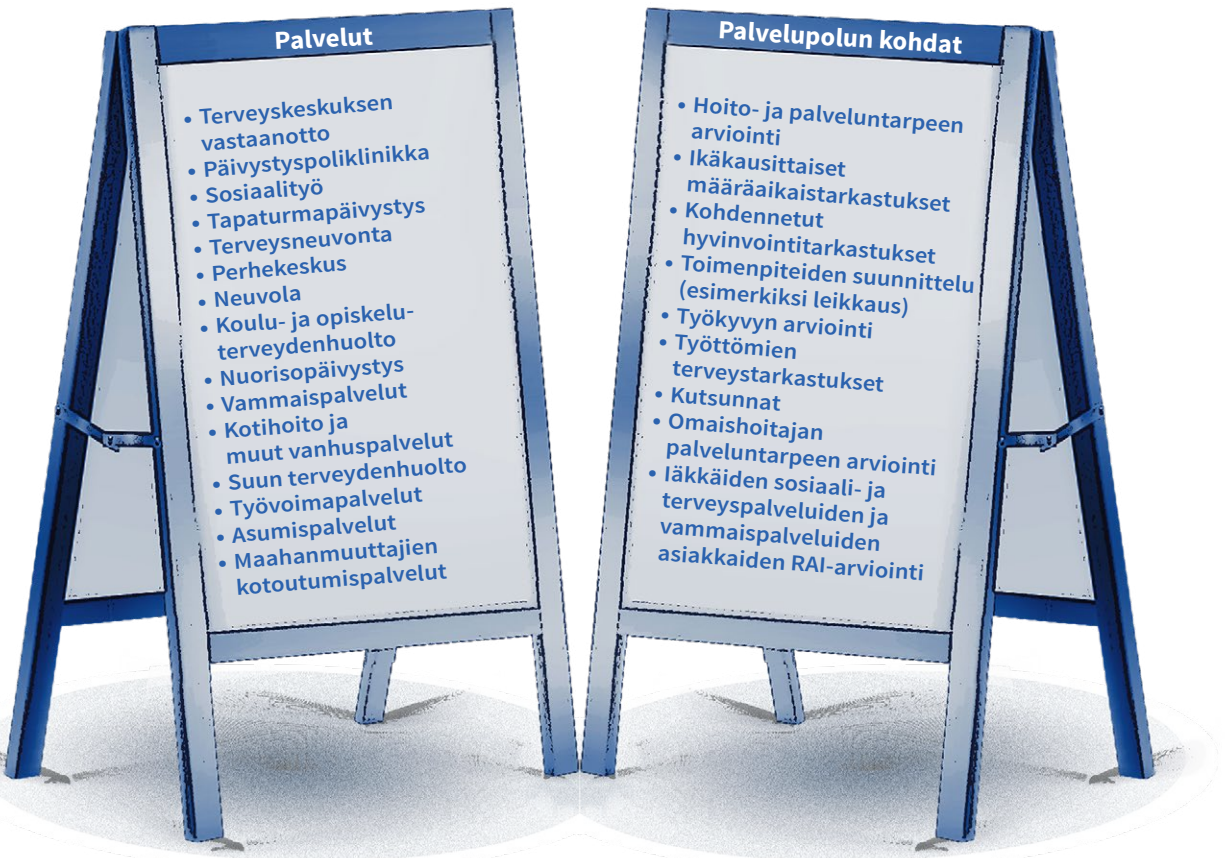 Palvelut
• Terveyskeskuksen
vastaanotto
• Päivystyspoliklinikka
• Sosiaalityö
• Tapaturmapäivystys
• Terveysneuvonta
• Perhekeskus
• Neuvola
• Koulu- ja opiskelu-
terveydenhuolto
• Nuorisopäivystys
• Vammaispalvelut
• Kotihoito ja
muut vanhuspalvelut
• Suun terveydenhuolto
• Työvoimapalvelut
• Asumispalvelut
• Maahanmuuttajien
kotoutumispalvelut
Palvelupolun kohdat
• Hoito- ja palveluntarpeen
arviointi
• Ikäkausittaiset
määräaikaistarkastukset
• Kohdennetut
hyvinvointitarkastukset
• Toimenpiteiden suunnittelu
(esimerkiksi leikkaus)
• Työkyvyn arviointi
• Työttömien
terveystarkastukset
• Kutsunnat
• Omaishoitajan
palveluntarpeen arviointi
• Iäkkäiden sosiaali- ja
terveyspalveluiden ja
vammaispalveluiden
asiakkaiden RAI-arviointi